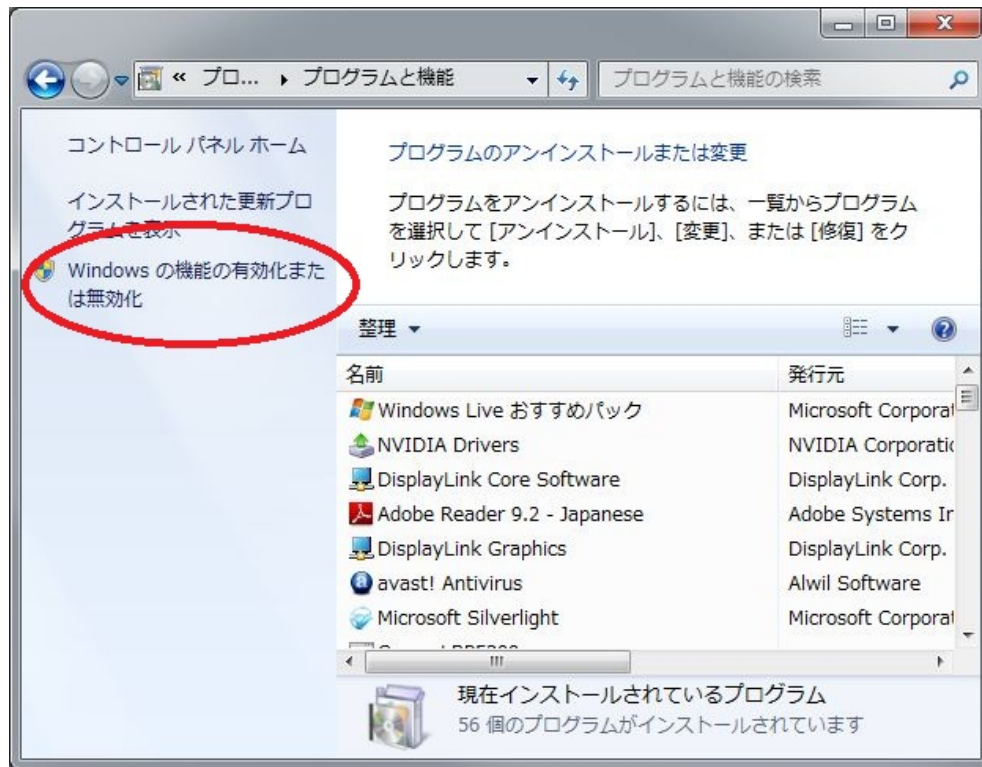 « プロ... ▸ プログラムと機能
プログラムと機能の検索
コントロール パネル ホーム
インストールされた更新プロ
グラムを表示
Windows の機能の有効化また
は無効化
プログラムのアンインストールまたは変更
プログラムをアンインストールするには、一覧からプログラム
を選択して [アンインストール]、[変更]、または [修復] をク
リックします。
整理
名前 発行元
Windows Live おすすめパック Microsoft Corporat
NVIDIA Drivers NVIDIA Corporatio
DisplayLink Core Software DisplayLink Corp.
Adobe Reader 9.2 - Japanese Adobe Systems In
DisplayLink Graphics DisplayLink Corp.
avast! Antivirus Alwil Software
Microsoft Silverlight Microsoft Corporat
現在インストールされているプログラム
56 個のプログラムがインストールされています